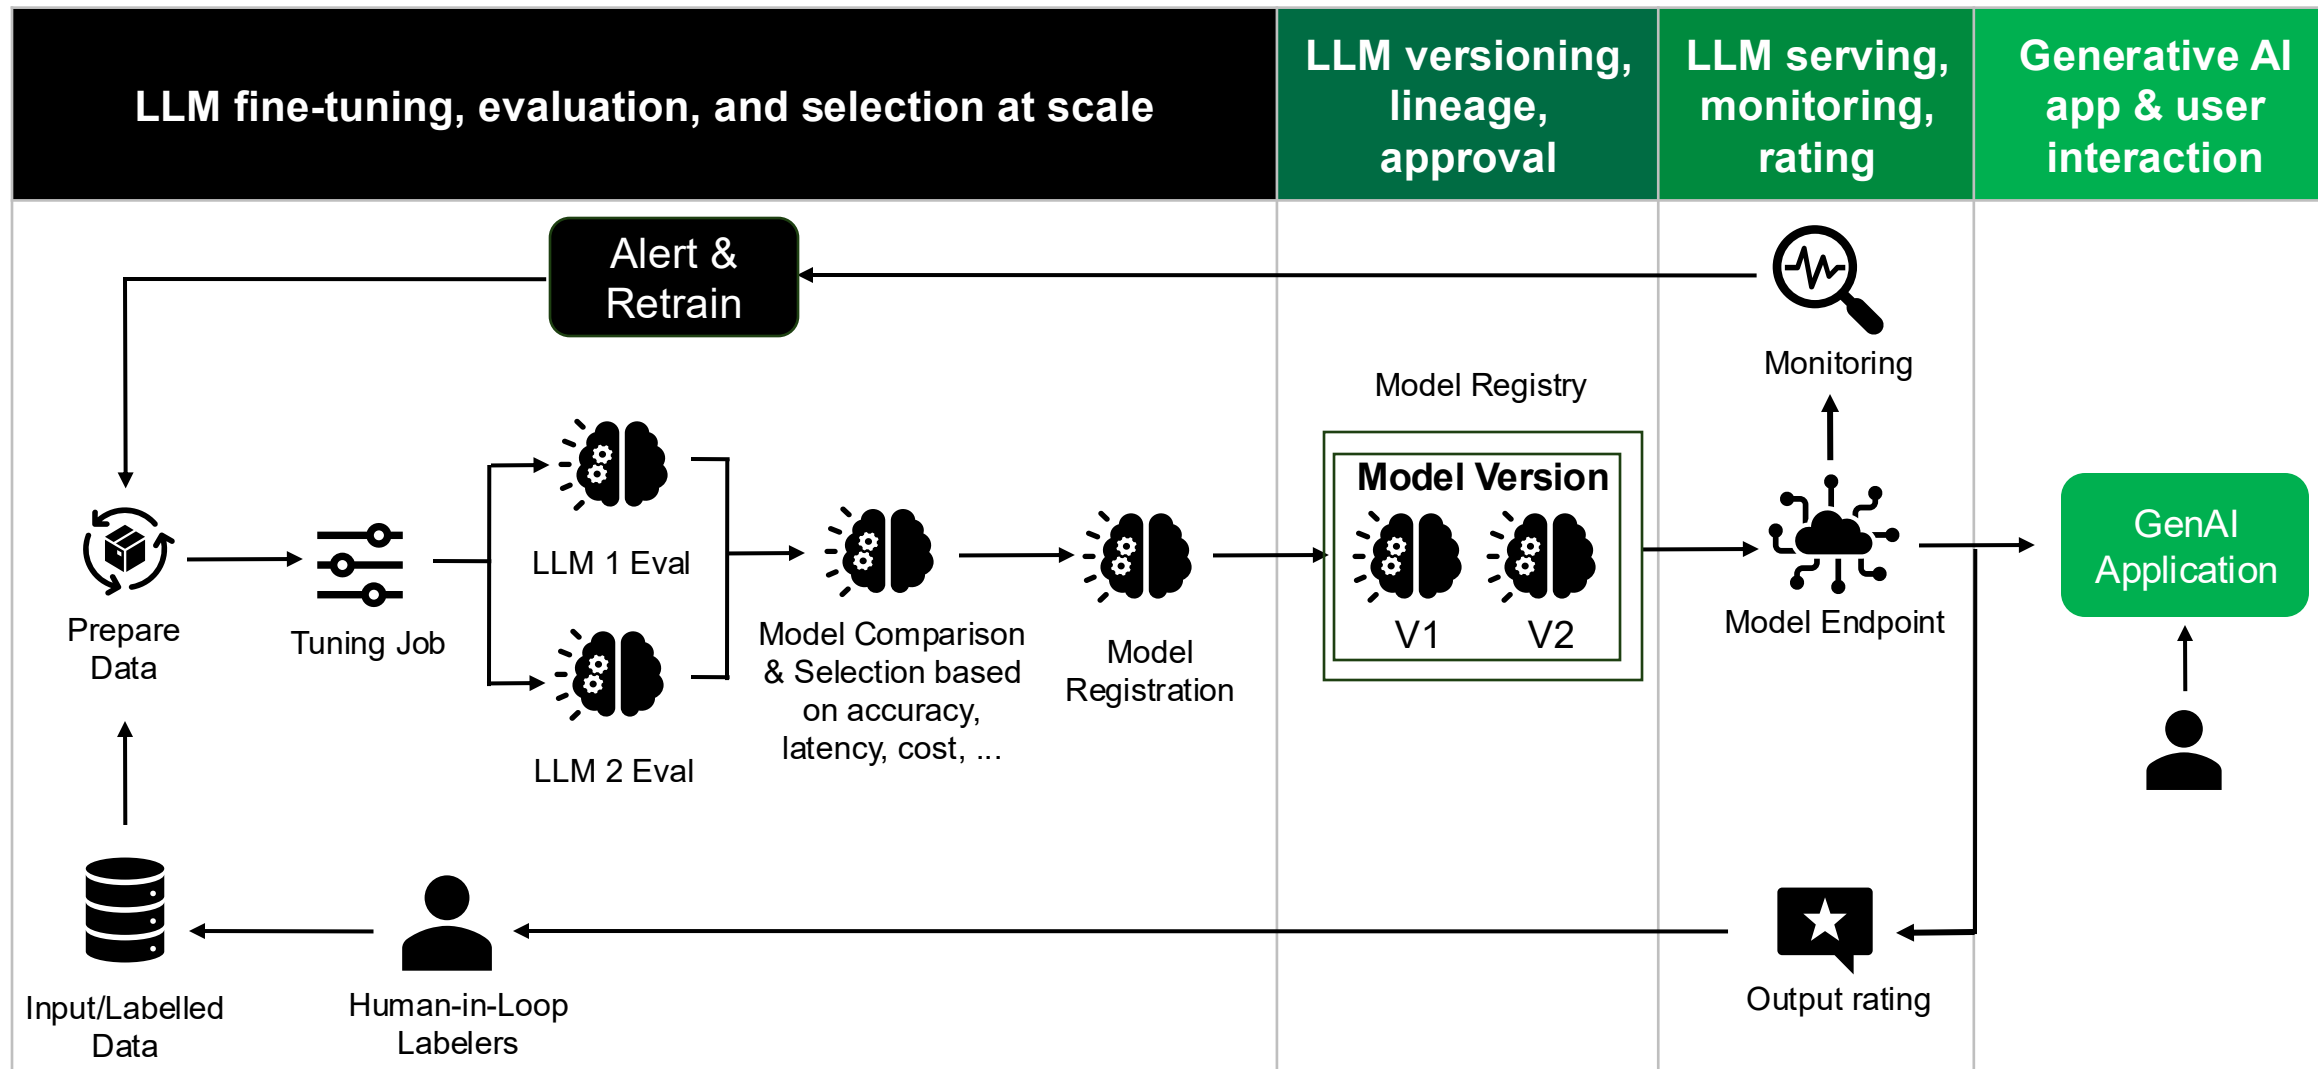 LLM fine-tuning, evaluation, and selection at scale
LLM versioning,
lineage,
approval
LLM serving,
monitoring,
rating
Generative AI
app & user
interaction
Alert &
Retrain
Monitoring
Model Registry
Model Version
V1
V2
LLM 1 Eval
LLM 2 Eval
Prepare
Data
Tuning Job
Model Comparison
& Selection based
on accuracy,
latency, cost, ...
Model
Registration
Model Endpoint
GenAI
Application
Input/Labelled
Data
Human-in-Loop
Labelers
Output rating